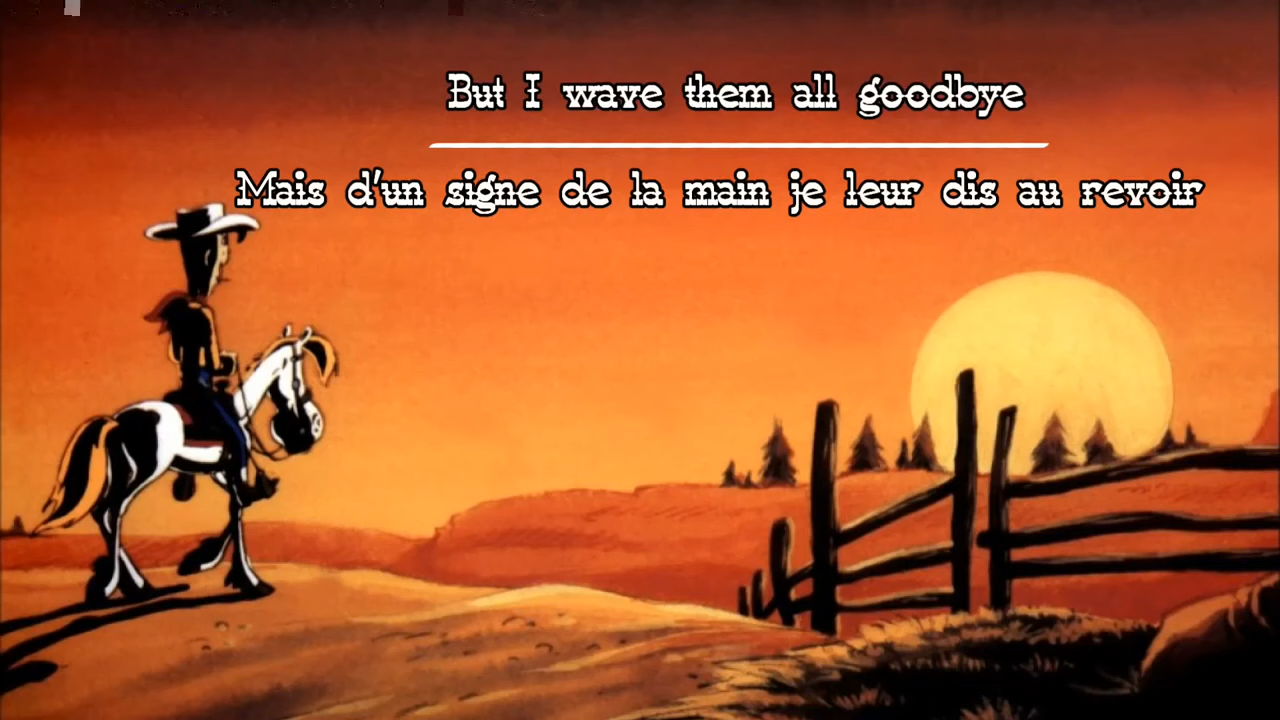 But I wave them all goodbye
Mais d'un signe de la main je leur dis au revoir